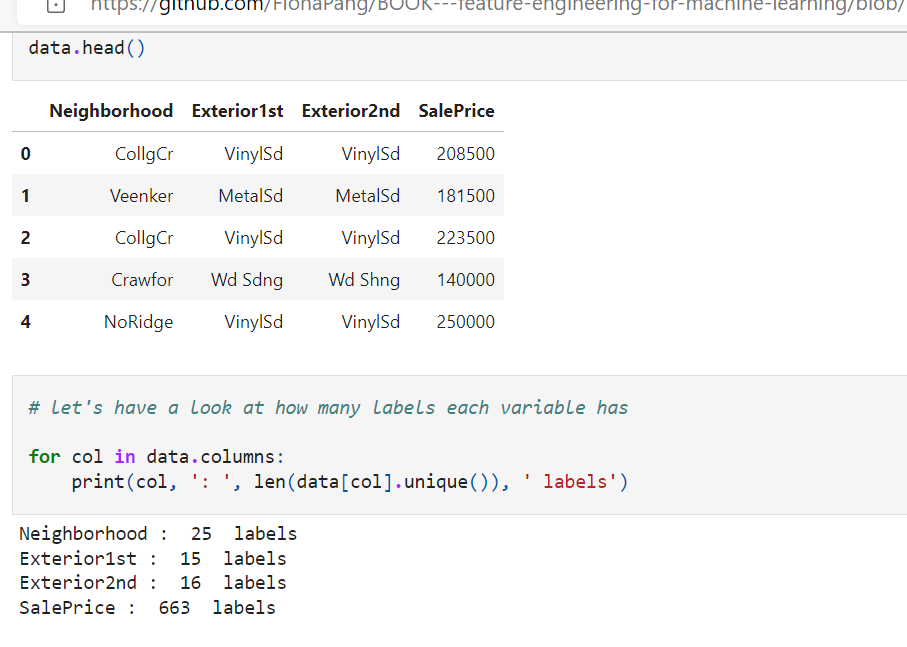 https://github.com/FionaPang/BOOK---feature-engineering-for-machine-learning/blob/
data.head()
Neighborhood Exterior1st Exterior2nd SalePrice
0 CollgCr VinylSd VinylSd 208500
1 Veenker MetalSd MetalSd 181500
2 CollgCr VinylSd VinylSd 223500
3 Crawfor Wd Sdng Wd Shng 140000
4 NoRidge VinylSd VinylSd 250000
# let's have a look at how many labels each variable has
for col in data.columns:
    print(col, ': ', len(data[col].unique()), ' labels')
Neighborhood :  25  labels
Exterior1st :  15  labels
Exterior2nd :  16  labels
SalePrice :  663  labels